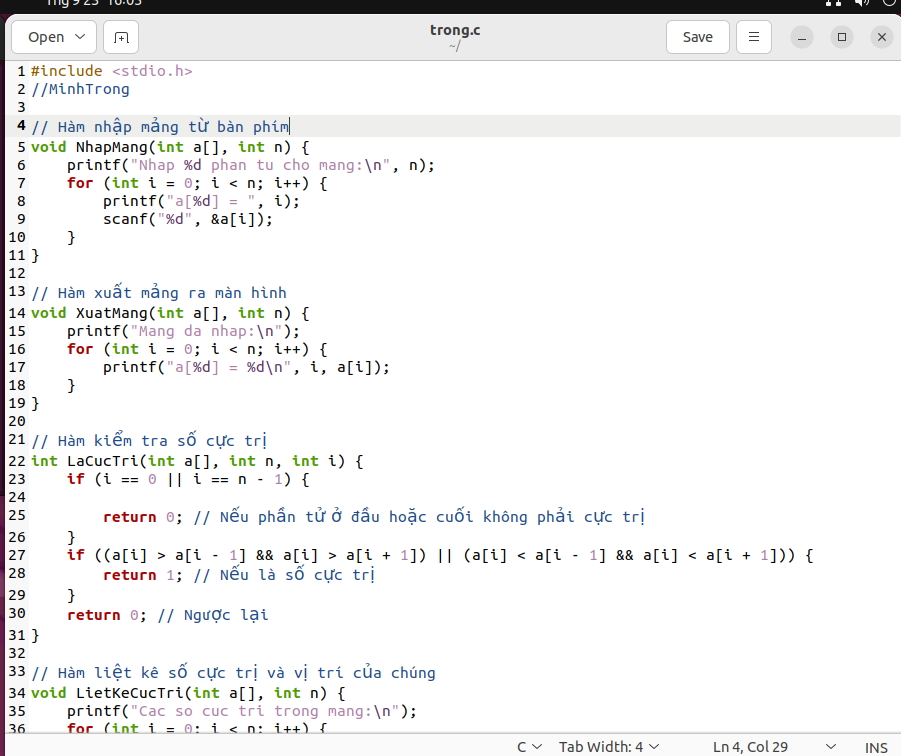 Thg 9 23 16:03
Open
trong.c
~/
Save
1 #include <stdio.h>
2 //MinhTrong
3
4 // Hàm nhập mảng từ bàn phím
5 void NhapMang(int a[], int n) {
6     printf("Nhap %d phan tu cho mang:\n", n);
7     for (int i = 0; i < n; i++) {
8         printf("a[%d] = ", i);
9         scanf("%d", &a[i]);
10     }
11 }
12
13 // Hàm xuất mảng ra màn hình
14 void XuatMang(int a[], int n) {
15     printf("Mang da nhap:\n");
16     for (int i = 0; i < n; i++) {
17         printf("a[%d] = %d\n", i, a[i]);
18     }
19 }
20
21 // Hàm kiểm tra số cực trị
22 int LaCucTri(int a[], int n, int i) {
23     if (i == 0 || i == n - 1) {
24
25         return 0; // Nếu phần tử ở đầu hoặc cuối không phải cực trị
26     }
27     if ((a[i] > a[i - 1] && a[i] > a[i + 1]) || (a[i] < a[i - 1] && a[i] < a[i + 1])) {
28         return 1; // Nếu là số cực trị
29     }
30     return 0; // Ngược lại
31 }
32
33 // Hàm liệt kê số cực trị và vị trí của chúng
34 void LietKeCucTri(int a[], int n) {
35     printf("Cac so cuc tri trong mang:\n");
36     for (int i = 0; i < n; i++) {
C
Tab Width: 4
Ln 4, Col 29
INS